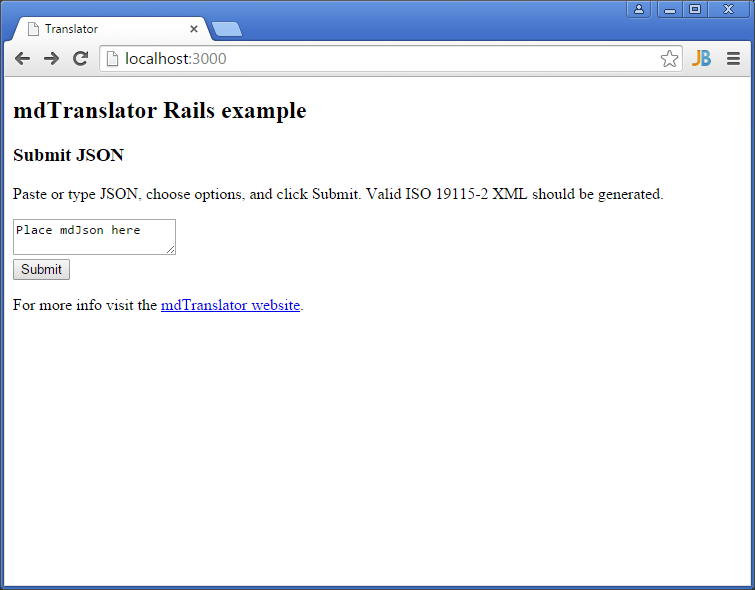 Translator
localhost:3000
JB
mdTranslator Rails example
Submit JSON
Paste or type JSON, choose options, and click Submit. Valid ISO 19115-2 XML should be generated.
Place mdJson here
Submit
For more info visit the mdTranslator website.